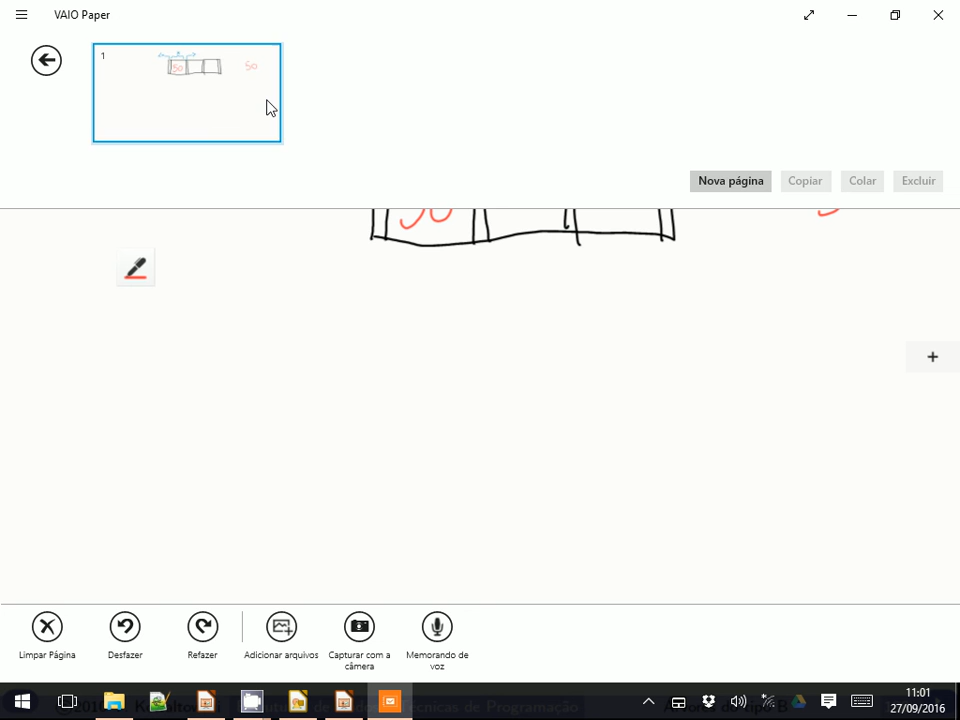 VAIO Paper
1
50
50
Nova página
Copiar
Colar
Excluir
50
Limpar Página
Desfazer
Refazer
Adicionar arquivos
Capturar com a
câmera
Memorando de
voz
11:01
27/09/2016